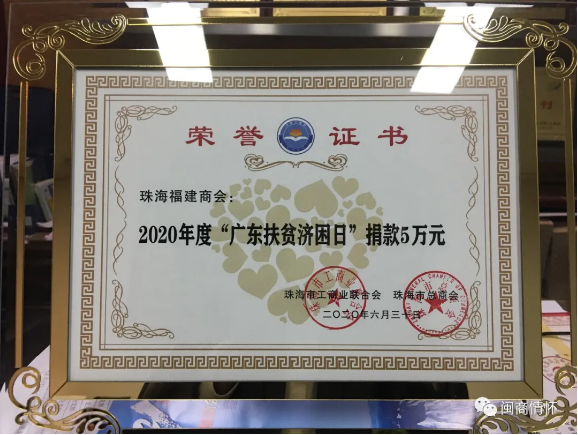 荣誉证书
珠海福建商会：
2020年度“广东扶贫济困日”捐款5万元
珠海市工商业联合会 珠海市总商会
二〇二〇年六月三十日
闽商情怀